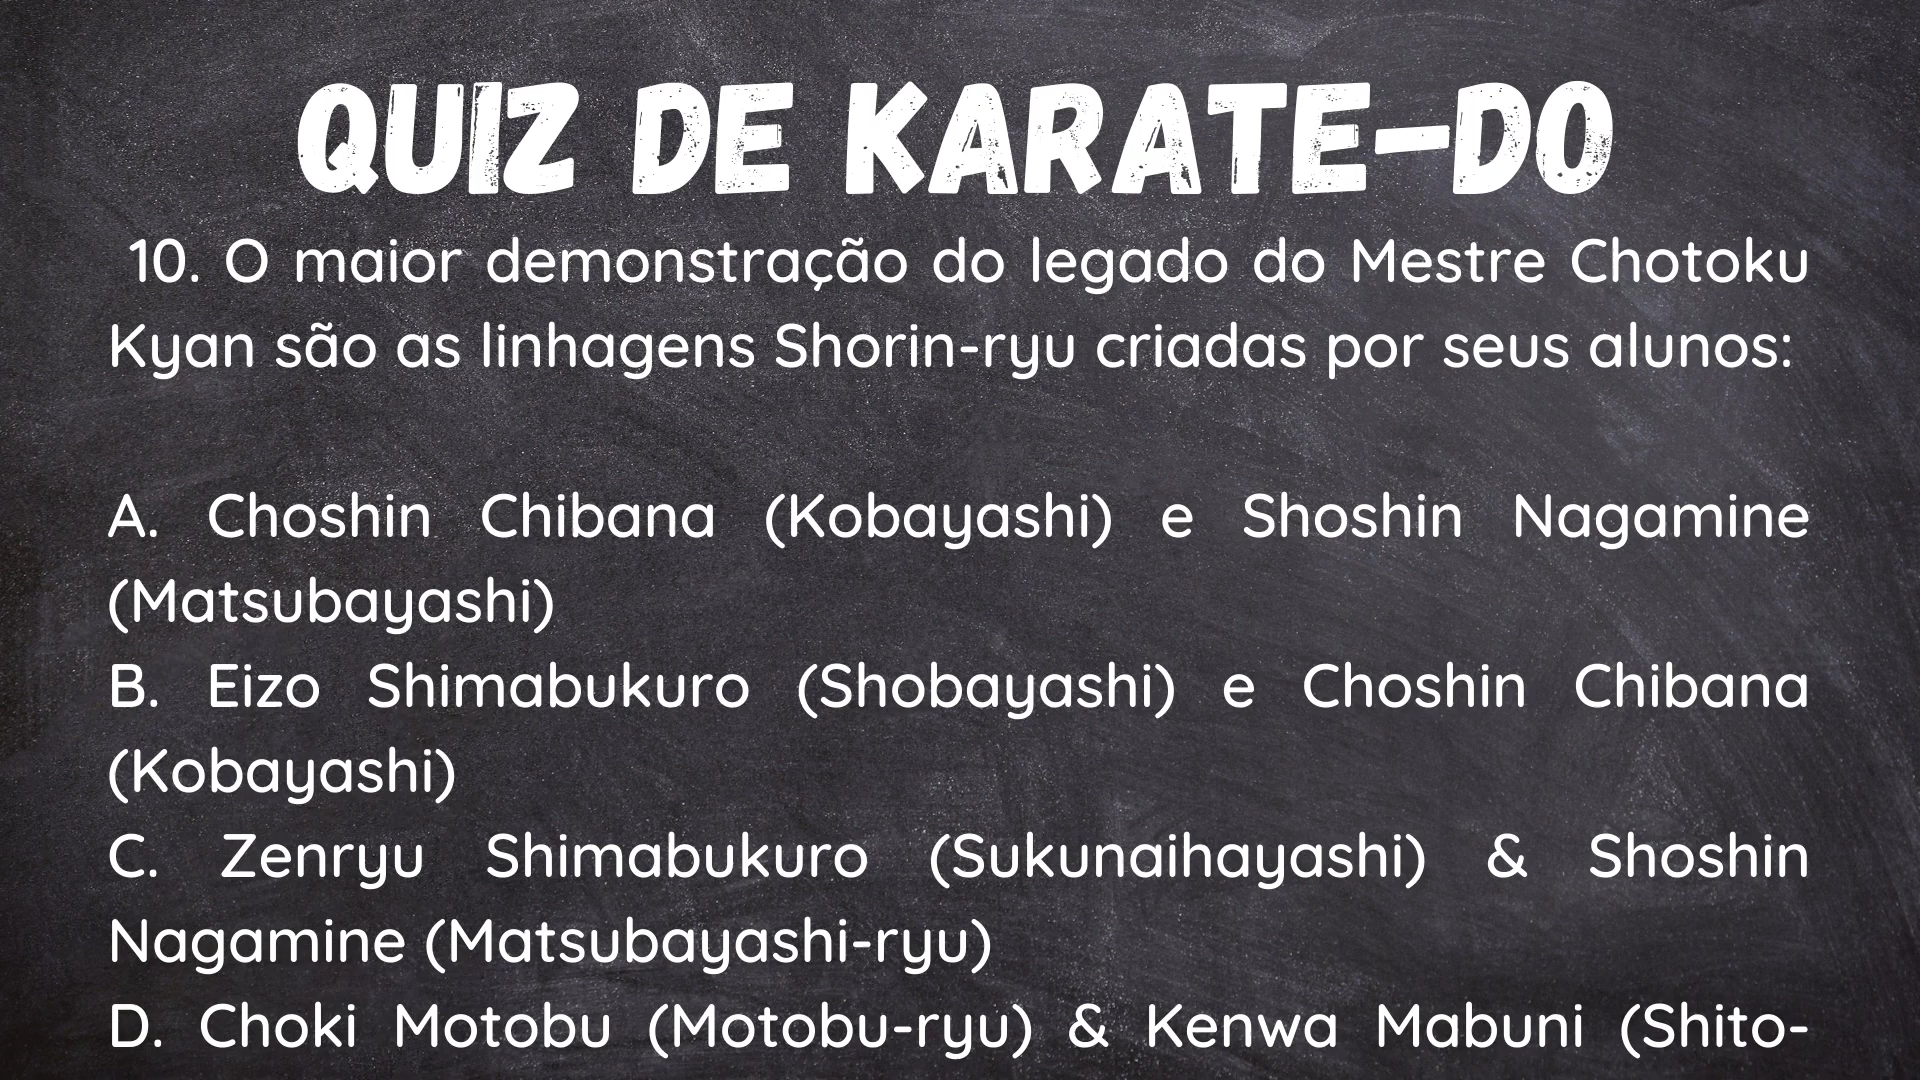 QUIZ DE KARATE-DO
10. O maior demonstração do legado do Mestre Chotoku
Kyan são as linhagens Shorin-ryu criadas por seus alunos:
A. Choshin Chibana (Kobayashi) e Shoshin Nagamine
(Matsubayashi)
B. Eizo Shimabukuro (Shobayashi) e Choshin Chibana
(Kobayashi)
C. Zenryu Shimabukuro (Sukunaihayashi) & Shoshin
Nagamine (Matsubayashi-ryu)
D. Choki Motobu (Motobu-ryu) & Kenwa Mabuni (Shito-